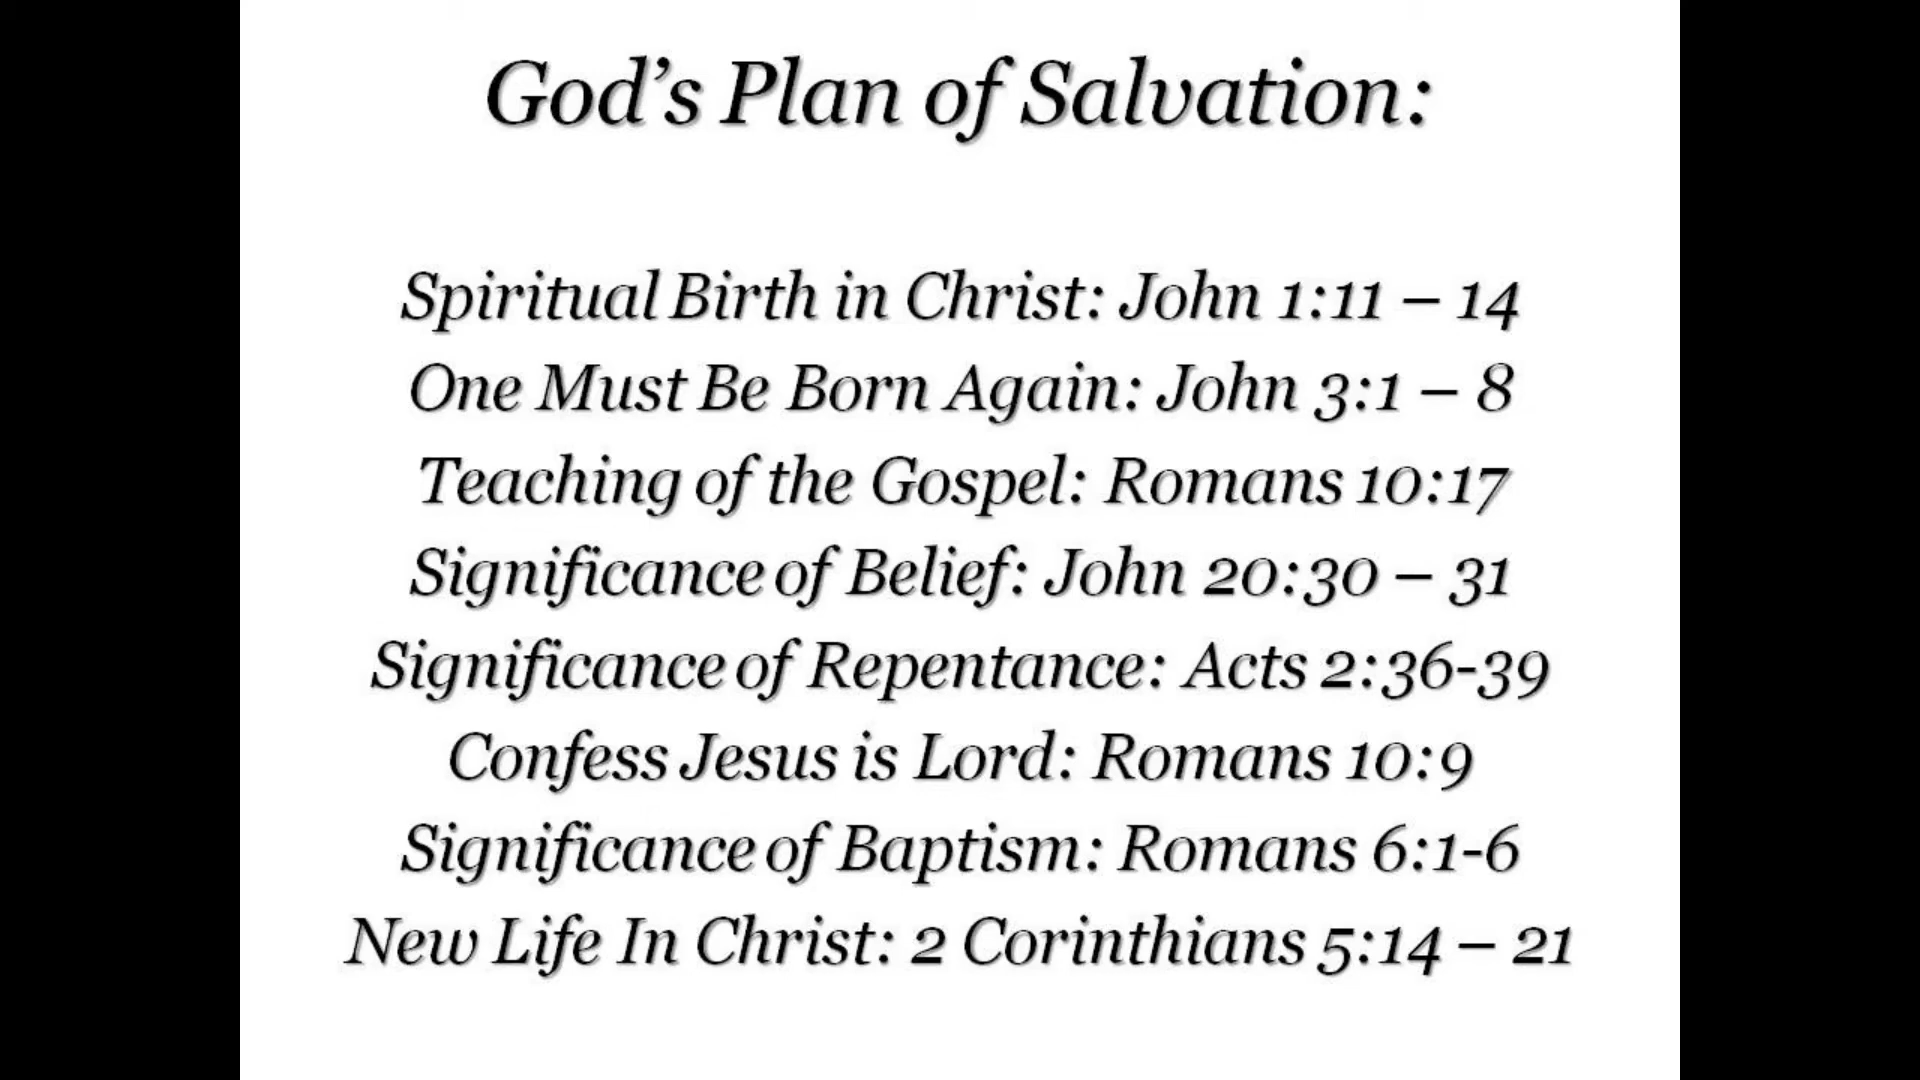 God’s Plan of Salvation:
Spiritual Birth in Christ: John 1:11 – 14
One Must Be Born Again: John 3:1 – 8
Teaching of the Gospel: Romans 10:17
Significance of Belief: John 20:30 – 31
Significance of Repentance: Acts 2:36-39
Confess Jesus is Lord: Romans 10:9
Significance of Baptism: Romans 6:1-6
New Life In Christ: 2 Corinthians 5:14 – 21